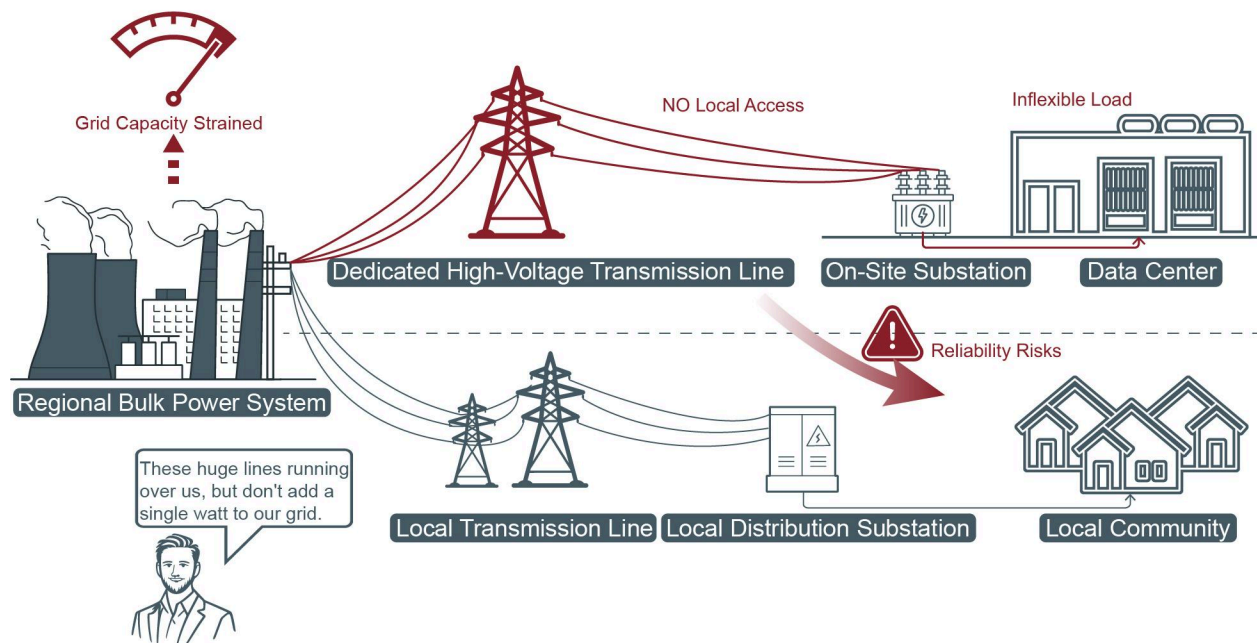 Grid Capacity Strained
NO Local Access
Inflexible Load
Dedicated High-Voltage Transmission Line
On-Site Substation
Data Center
Reliability Risks
Regional Bulk Power System
These huge lines running
over us, but don't add a
single watt to our grid.
Local Transmission Line
Local Distribution Substation
Local Community